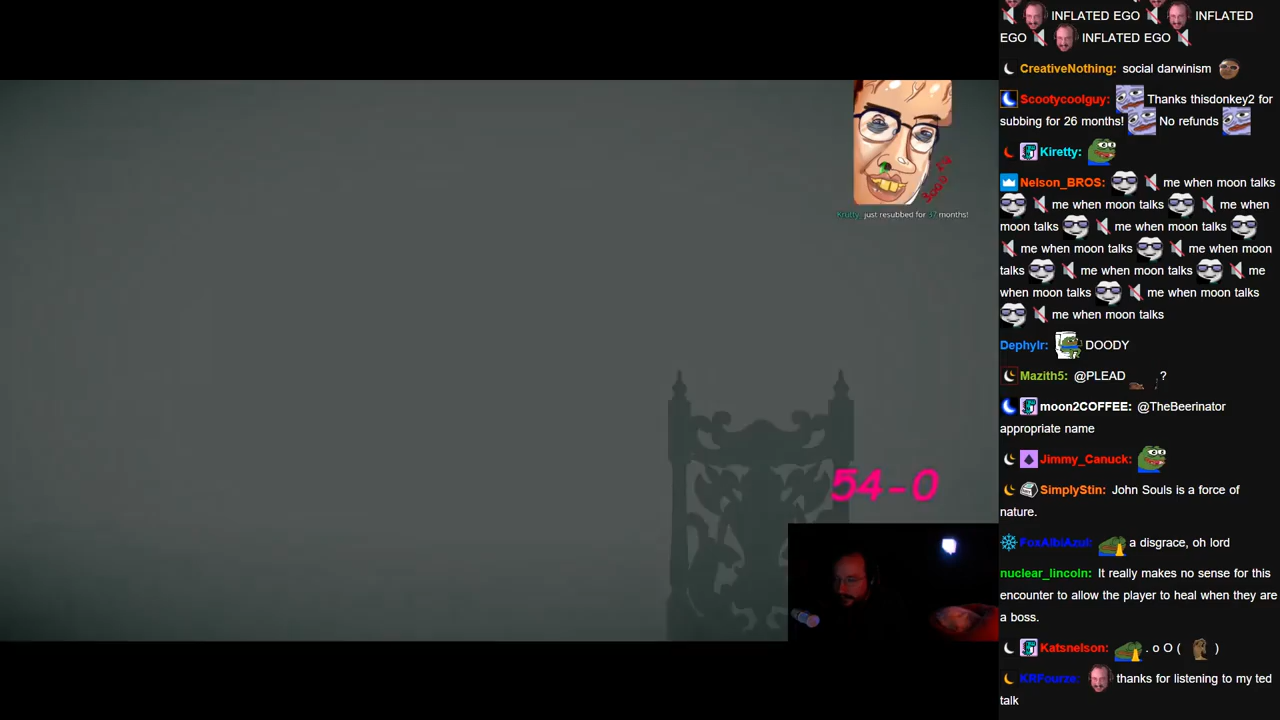 INFLATED EGO INFLATED
EGO INFLATED EGO
CreativeNothing: social darwinism
Scootycoolguy: Thanks thisdonkey2 for
subbing for 26 months! No refunds
Kiretty:
Nelson_BROS: me when moon talks
me when moon talks me when
moon talks me when moon talks
me when moon talks me when moon
talks me when moon talks me
when moon talks me when moon talks
me when moon talks
Dephylr: DOODY
Mazith5: @PLEAD ?
moon2COFFEE: @TheBeerinator
appropriate name
Jimmy_Canuck:
SimplyStin: John Souls is a force of
nature.
FoxAlbiAzul: a disgrace, oh lord
nuclear_lincoln: It really makes no sense for this
encounter to allow the player to heal when they are
a boss.
Katsnelson: . o O ( )
KRFourze: thanks for listening to my ted
talk
just resubbed for 37 months!
54-0